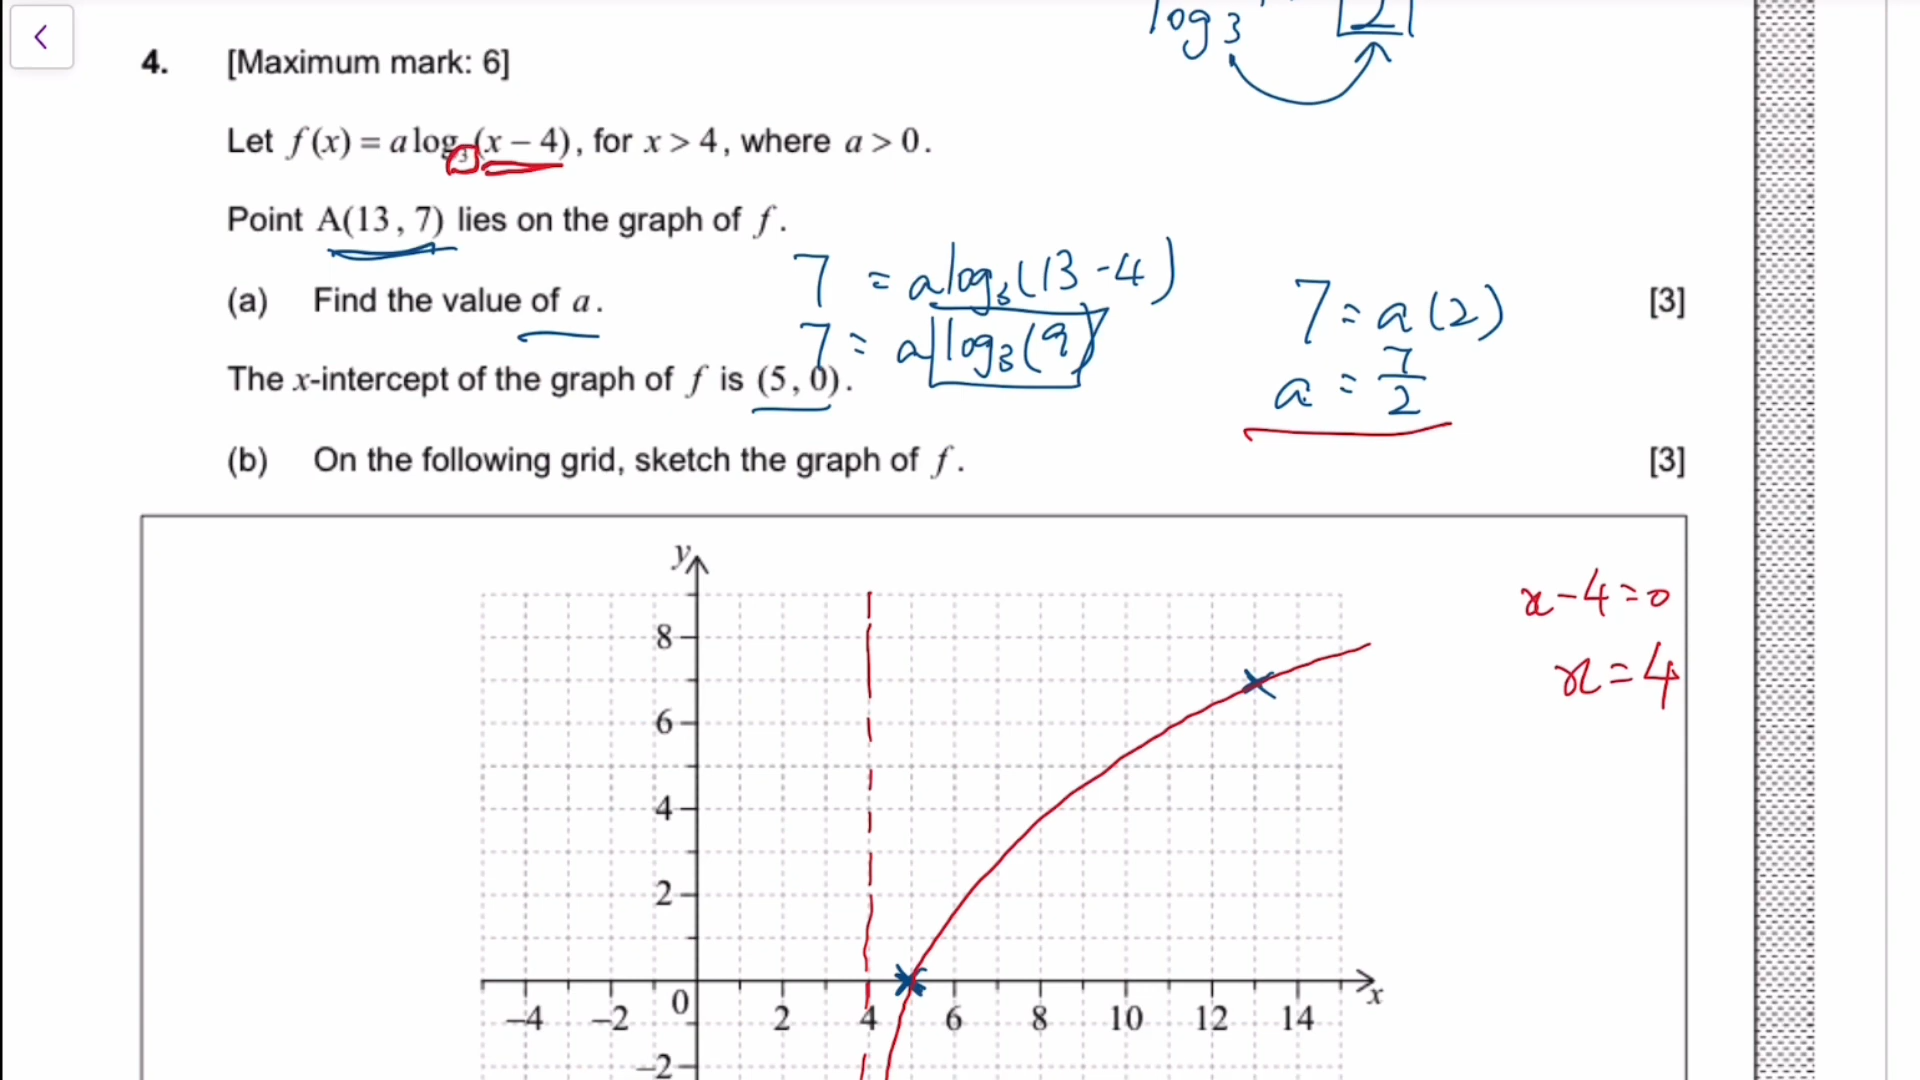 log₃ 2
4. [Maximum mark: 6]
Let f(x) = a log₃(x − 4), for x > 4, where a > 0.
Point A(13, 7) lies on the graph of f.
7 = a log₃(13 - 4)
(a) Find the value of a. 7 = a(2) [3]
7 = a log₃(9)
The x-intercept of the graph of f is (5, 0). a = 7/2
(b) On the following grid, sketch the graph of f. [3]
y
x - 4 = 0
8
x = 4
6
4
2
0
x
−4 −2 2 4 6 8 10 12 14
−2